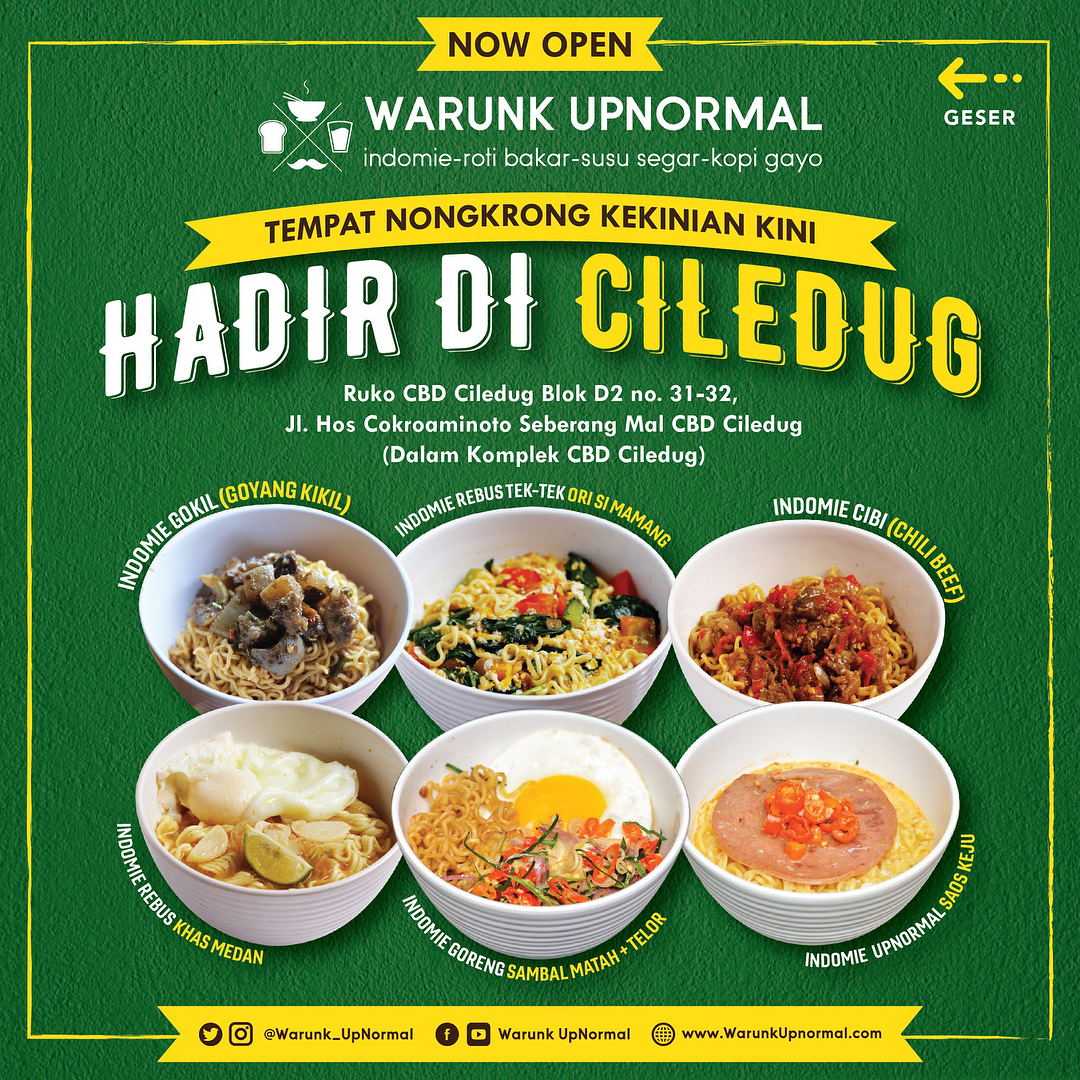 NOW OPEN
GESER
WARUNK UPNORMAL
indomie-roti bakar-susu segar-kopi gayo
TEMPAT NONGKRONG KEKINIAN KINI
HADIR DI CILEDUG
Ruko CBD Ciledug Blok D2 no. 31-32,
Jl. Hos Cokroaminoto Seberang Mal CBD Ciledug
(Dalam Komplek CBD Ciledug)
INDOMIE GOKIL (GOYANG KIKIL)
INDOMIE REBUS TEK-TEK ORI SI MAMANG
INDOMIE CIBI (CHILI BEEF)
INDOMIE REBUS KHAS MEDAN
INDOMIE GORENG SAMBAL MATAH + TELOR
INDOMIE UPNORMAL SAOS KEJU
@Warunk_UpNormal
Warunk UpNormal
www.WarunkUpnormal.com